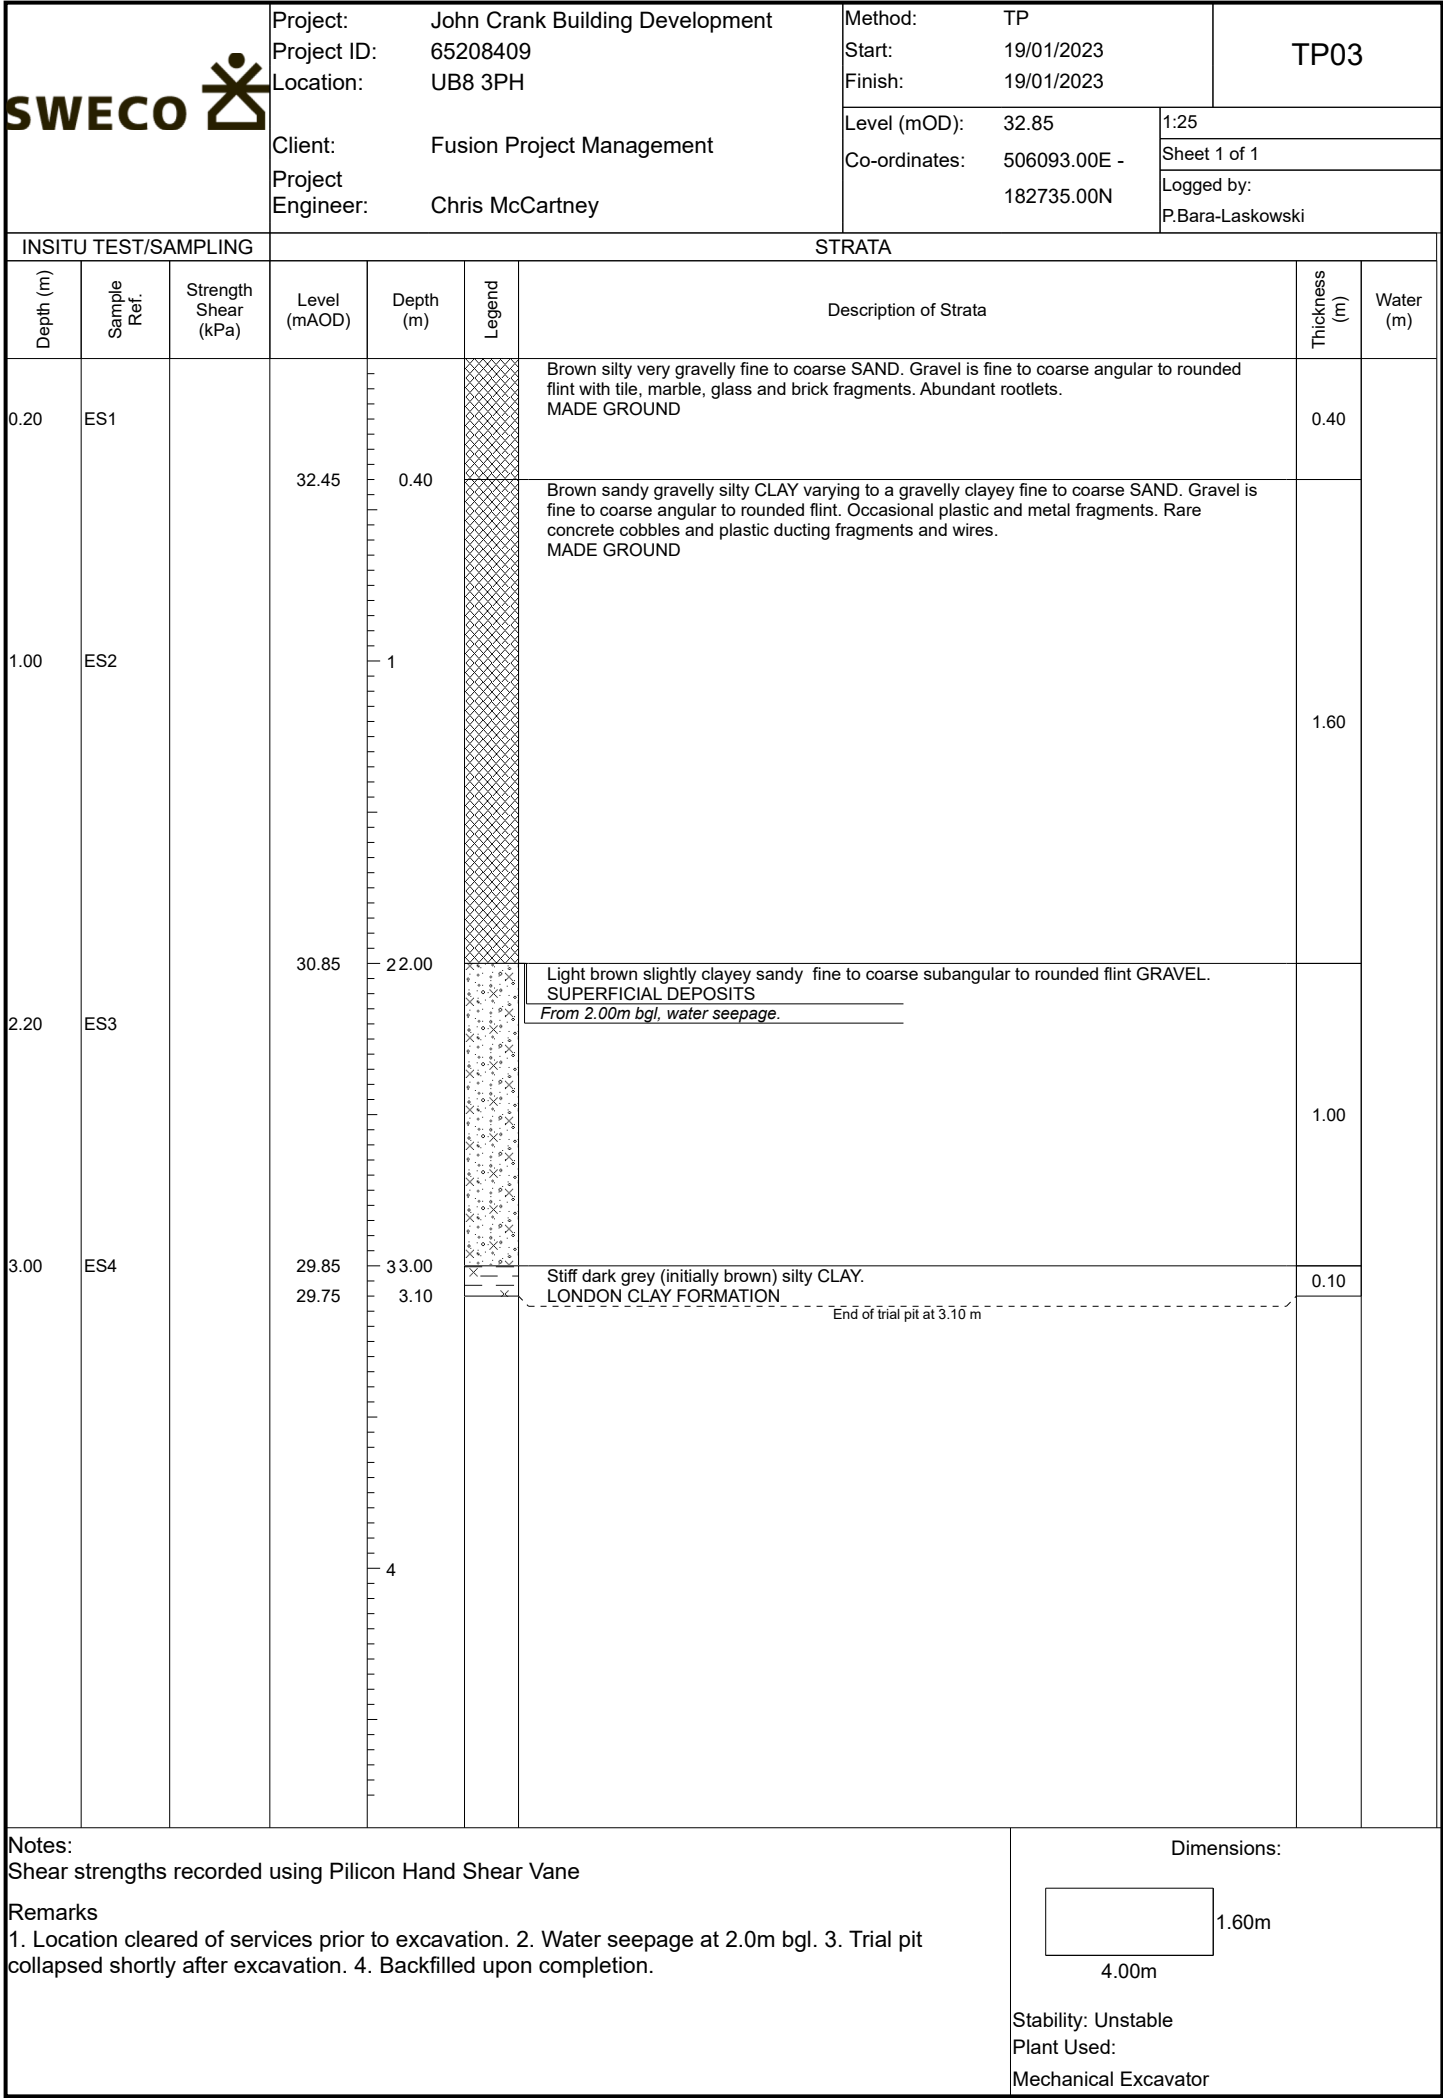 SWECO
Project: John Crank Building Development
Project ID: 65208409
Location: UB8 3PH
Client: Fusion Project Management
Project
Engineer: Chris McCartney
Method: TP
Start: 19/01/2023
Finish: 19/01/2023
TP03
Level (mOD): 32.85
Co-ordinates: 506093.00E -
182735.00N
1:25
Sheet 1 of 1
Logged by:
P.Bara-Laskowski
INSITU TEST/SAMPLING STRATA
Depth (m)
Sample
Ref.
Strength
Shear
(kPa)
Level
(mAOD)
Depth
(m)
Legend
Description of Strata
Thickness
(m)
Water
(m)
Brown silty very gravelly fine to coarse SAND. Gravel is fine to coarse angular to rounded
flint with tile, marble, glass and brick fragments. Abundant rootlets.
MADE GROUND
0.20 ES1 0.40
32.45 0.40
Brown sandy gravelly silty CLAY varying to a gravelly clayey fine to coarse SAND. Gravel is
fine to coarse angular to rounded flint. Occasional plastic and metal fragments. Rare
concrete cobbles and plastic ducting fragments and wires.
MADE GROUND
1.00 ES2 1
1.60
30.85 2 2.00
Light brown slightly clayey sandy  fine to coarse subangular to rounded flint GRAVEL.
SUPERFICIAL DEPOSITS
From 2.00m bgl, water seepage.
2.20 ES3
1.00
3.00 ES4 29.85 3 3.00
Stiff dark grey (initially brown) silty CLAY.
0.10
29.75 3.10 LONDON CLAY FORMATION
End of trial pit at 3.10 m
4
Notes:
Shear strengths recorded using Pilicon Hand Shear Vane
Remarks
1. Location cleared of services prior to excavation. 2. Water seepage at 2.0m bgl. 3. Trial pit
collapsed shortly after excavation. 4. Backfilled upon completion.
Dimensions:
1.60m
4.00m
Stability: Unstable
Plant Used:
Mechanical Excavator